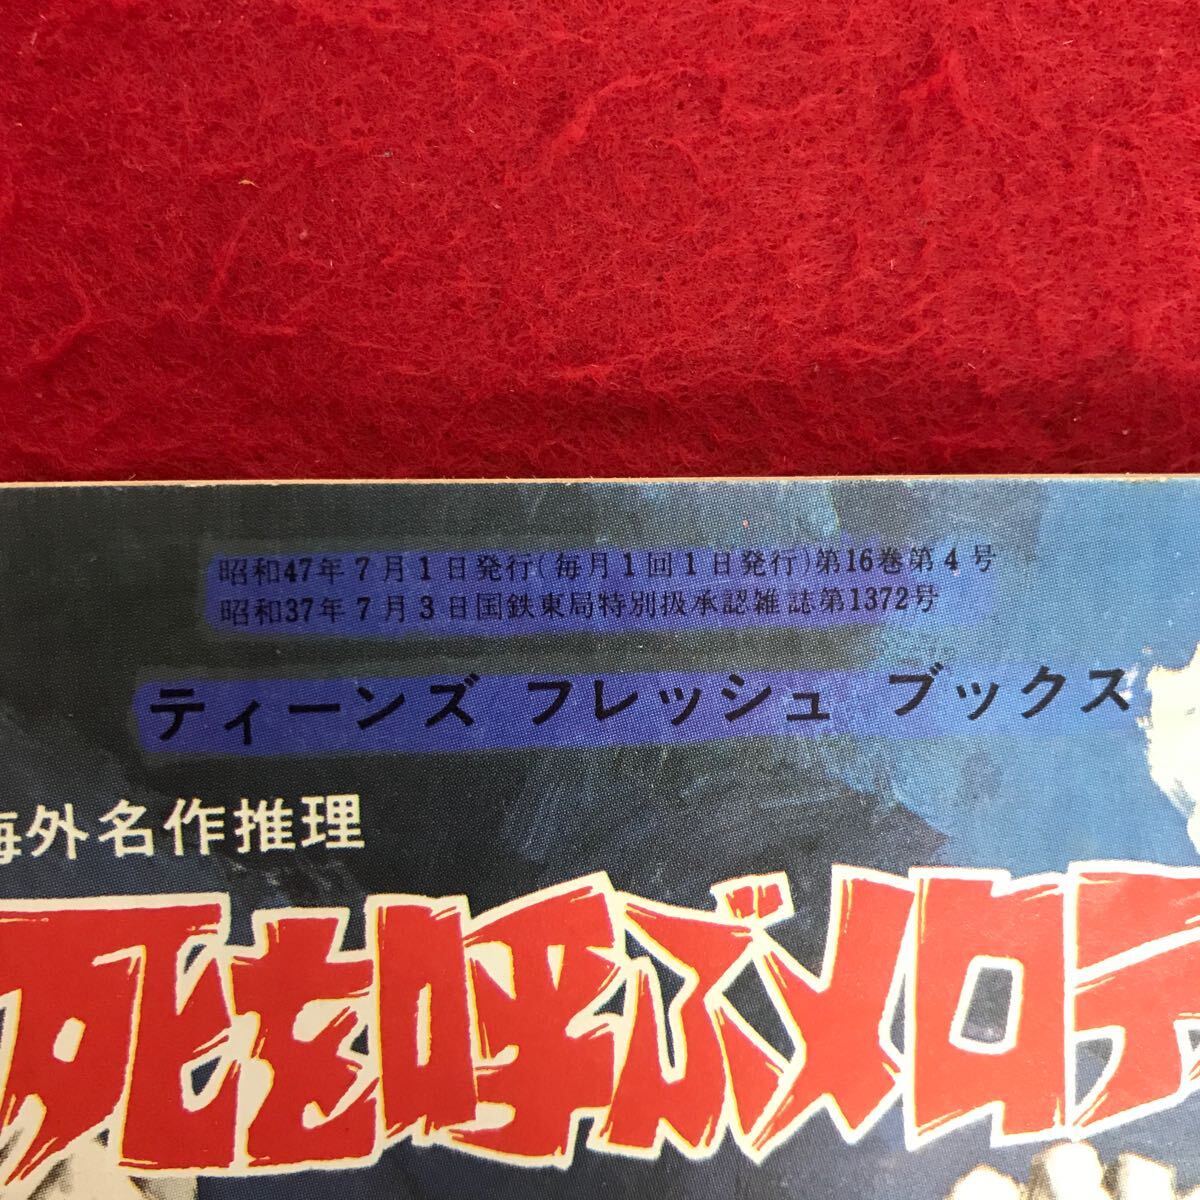 昭和47年7月1日発行(毎月1回1日発行)第16巻第4号
昭和37年7月3日国鉄東局特別扱承認雑誌第1372号
ティーンズ フレッシュ ブックス
海外名作推理
死を呼ぶメロデ